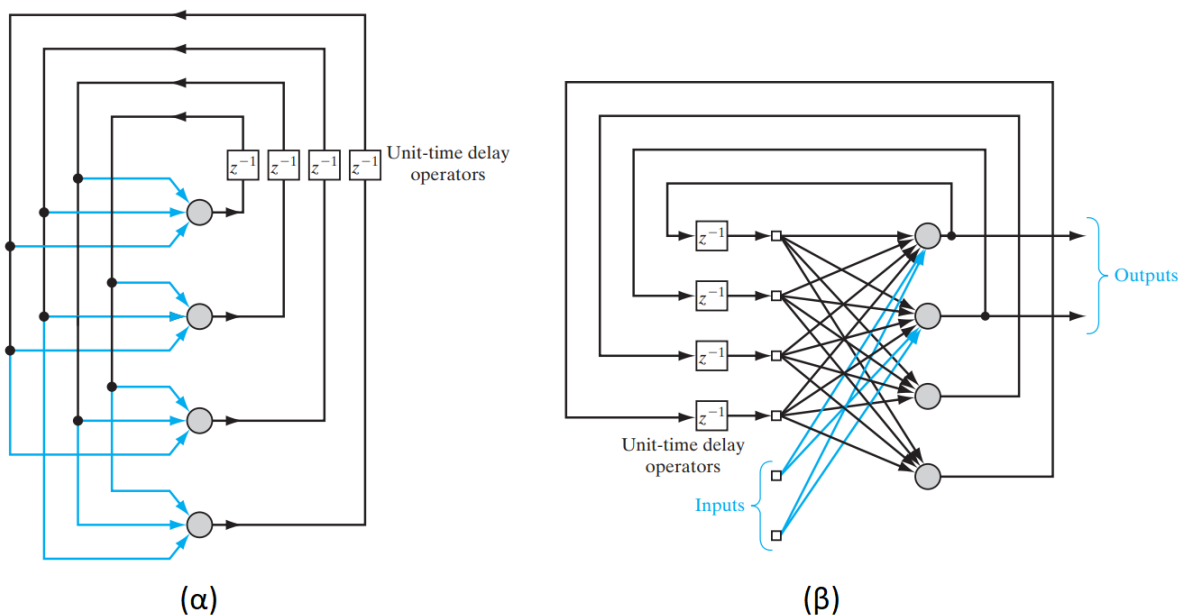 z⁻¹ z⁻¹ z⁻¹ z⁻¹
Unit-time delay
operators
(α)
z⁻¹
z⁻¹
z⁻¹
z⁻¹
Unit-time delay
operators
Inputs
Outputs
(β)